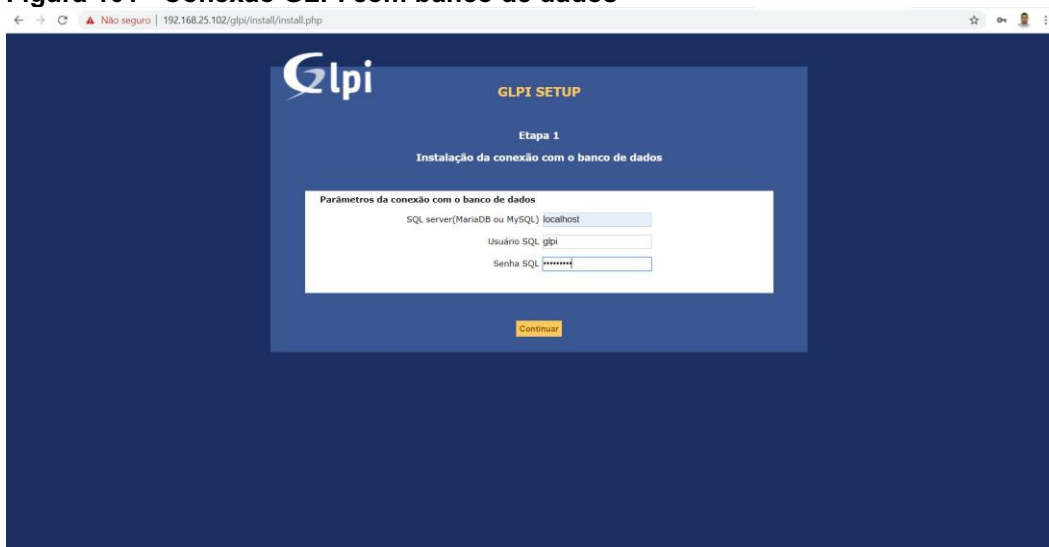 Figura 101 - Conexão GLPI com banco de dados
Não seguro | 192.168.25.102/glpi/install/install.php
Glpi
GLPI SETUP
Etapa 1
Instalação da conexão com o banco de dados
Parâmetros da conexão com o banco de dados
SQL server(MariaDB ou MySQL) localhost
Usuário SQL glpi
Senha SQL •••••••••
Continuar